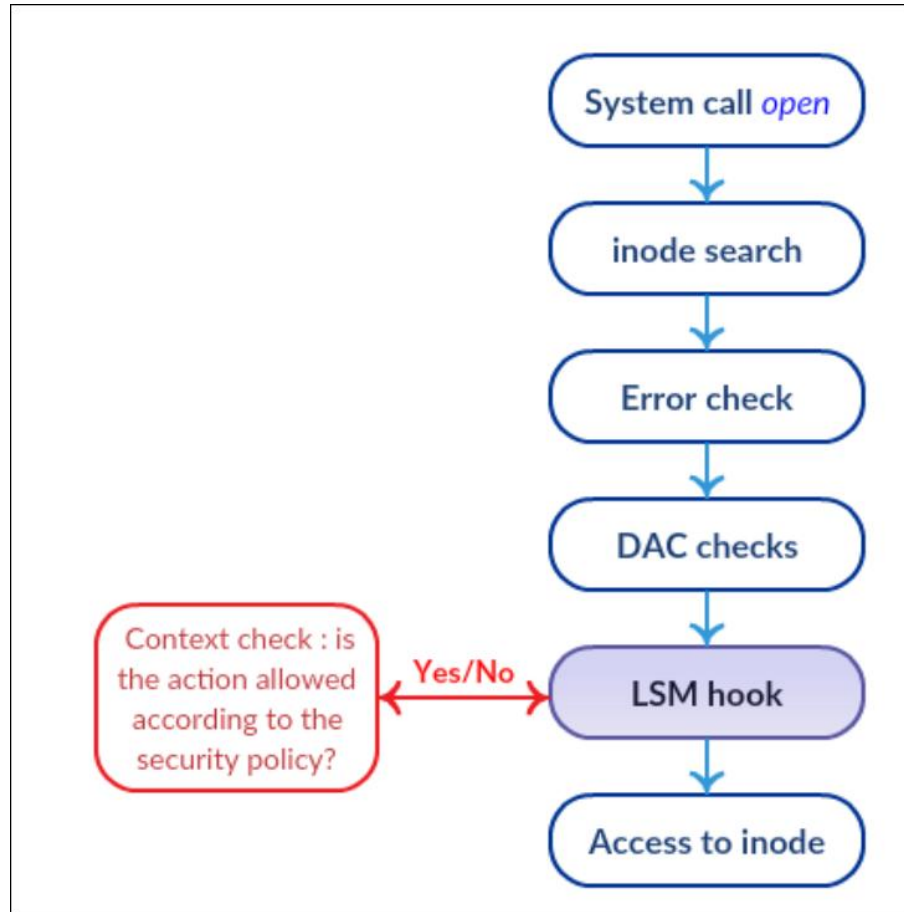 System call open
inode search
Error check
DAC checks
Context check : is
the action allowed
according to the
security policy?
Yes/No
LSM hook
Access to inode